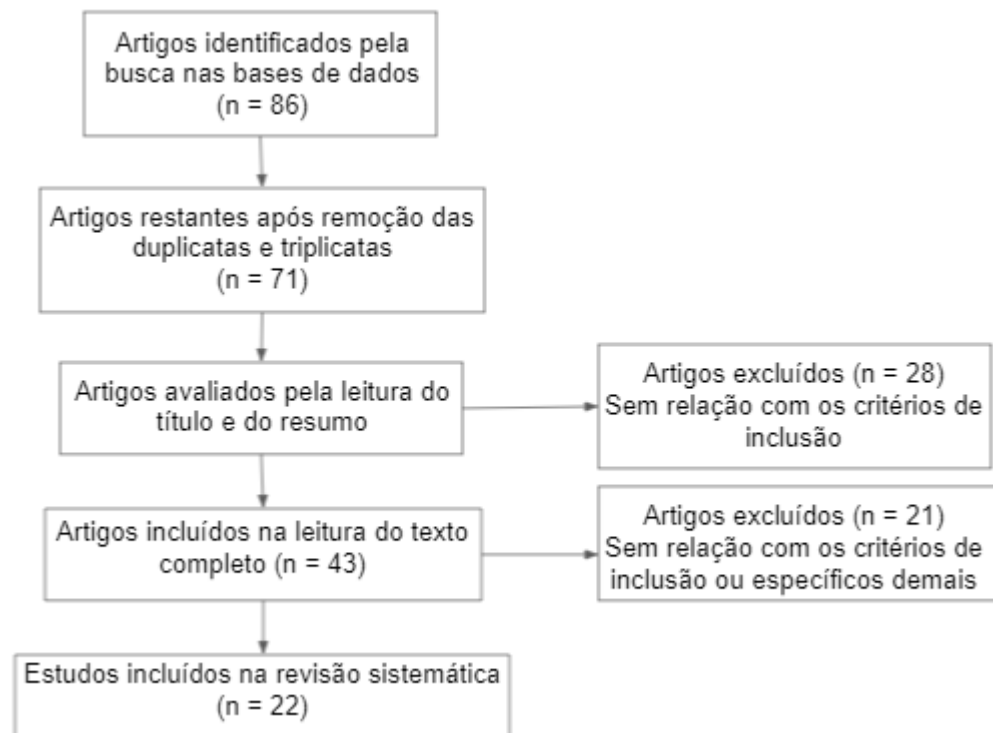 Artigos identificados pela
busca nas bases de dados
(n = 86)
Artigos restantes após remoção das
duplicatas e triplicatas
(n = 71)
Artigos avaliados pela leitura do
título e do resumo
Artigos excluídos (n = 28)
Sem relação com os critérios de
inclusão
Artigos incluídos na leitura do texto
completo (n = 43)
Artigos excluídos (n = 21)
Sem relação com os critérios de
inclusão ou específicos demais
Estudos incluídos na revisão sistemática
(n = 22)